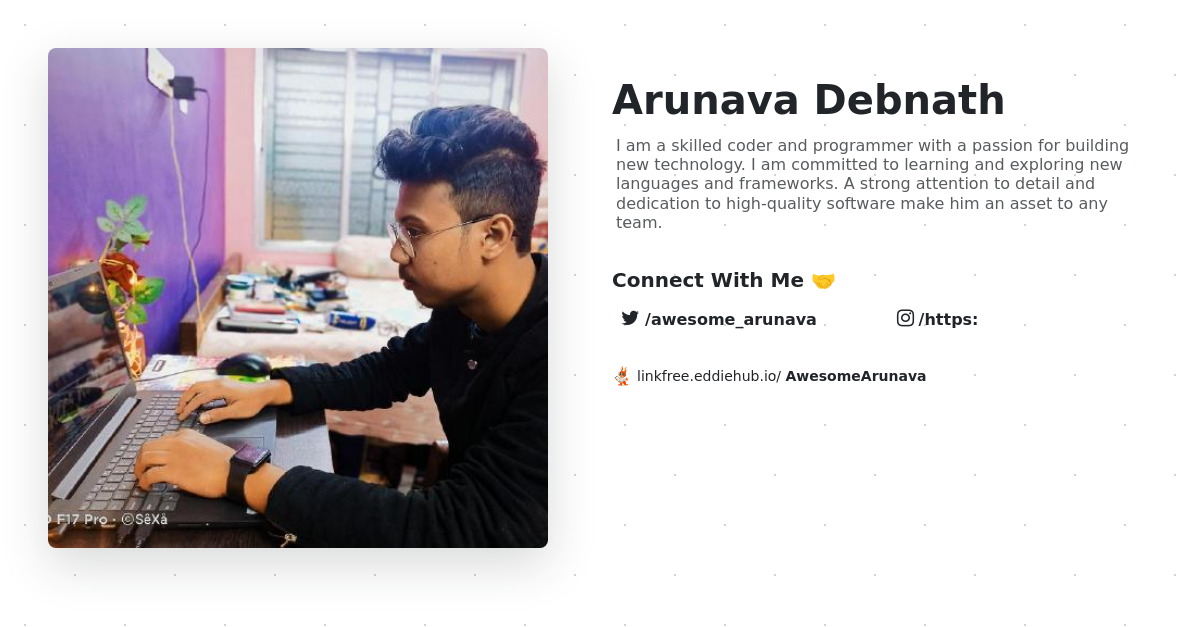 Arunava Debnath
I am a skilled coder and programmer with a passion for building
new technology. I am committed to learning and exploring new
languages and frameworks. A strong attention to detail and
dedication to high-quality software make him an asset to any
team.
Connect With Me 🤝
/awesome_arunava
/https:
linkfree.eddiehub.io/ AwesomeArunava
F17 Pro · ©SêXå